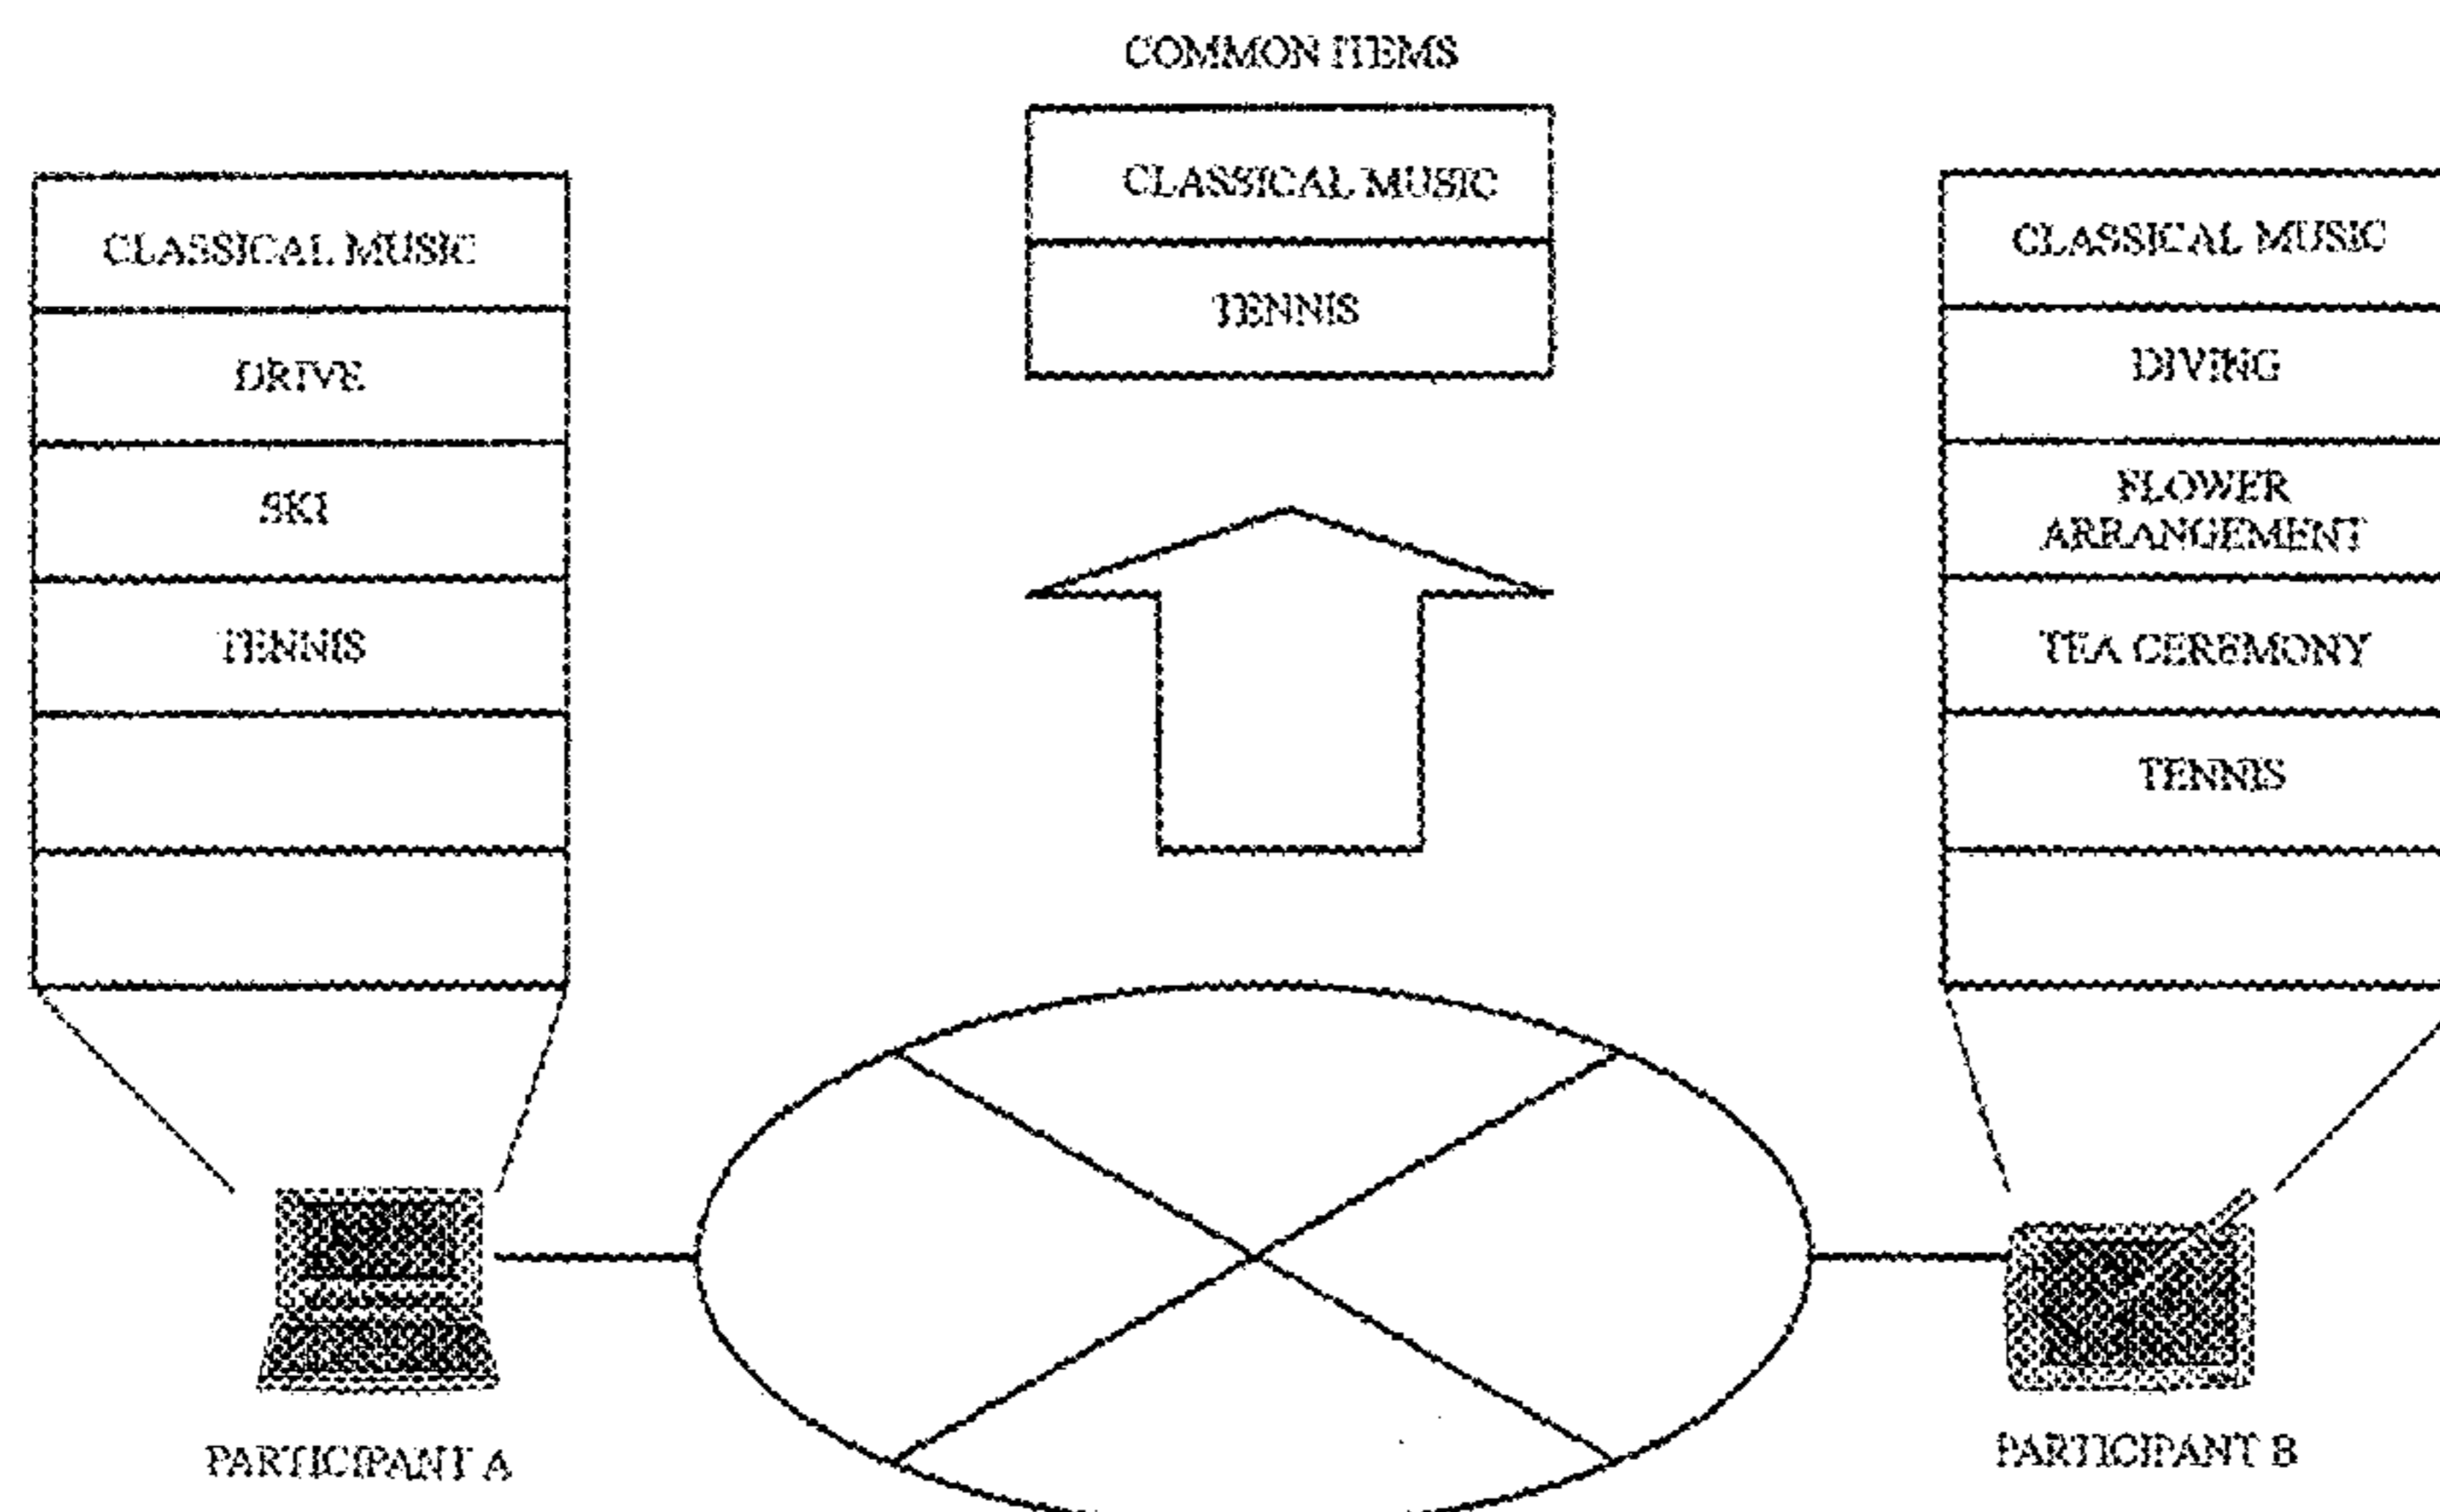 COMMON ITEMS
CLASSICAL MUSIC
TENNIS
CLASSICAL MUSIC
DRIVE
SKI
TENNIS
CLASSICAL MUSIC
DIVING
FLOWER
ARRANGEMENT
TEA CEREMONY
TENNIS
PARTICIPANT A
PARTICIPANT B